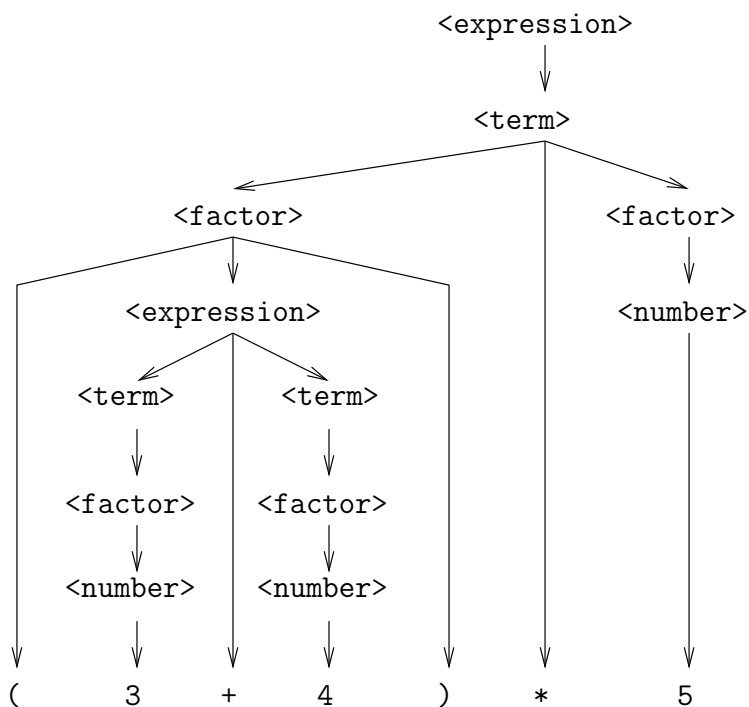 <expression>
<term>
<factor> <factor>
<expression> <number>
<term> <term>
<factor> <factor>
<number> <number>
( 3 + 4 ) * 5